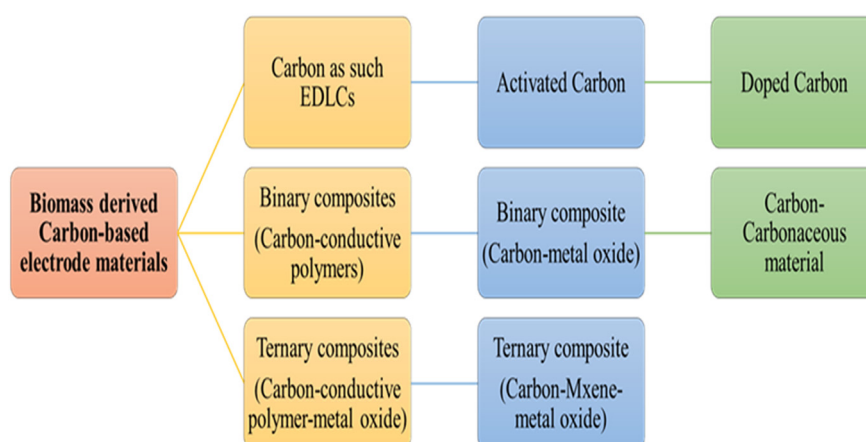 Carbon as such
EDLCs
Activated Carbon
Doped Carbon
Biomass derived
Carbon-based
electrode materials
Binary composites
(Carbon-conductive
polymers)
Binary composite
(Carbon-metal oxide)
Carbon-
Carbonaceous
material
Ternary composites
(Carbon-conductive
polymer-metal oxide)
Ternary composite
(Carbon-Mxene-
metal oxide)